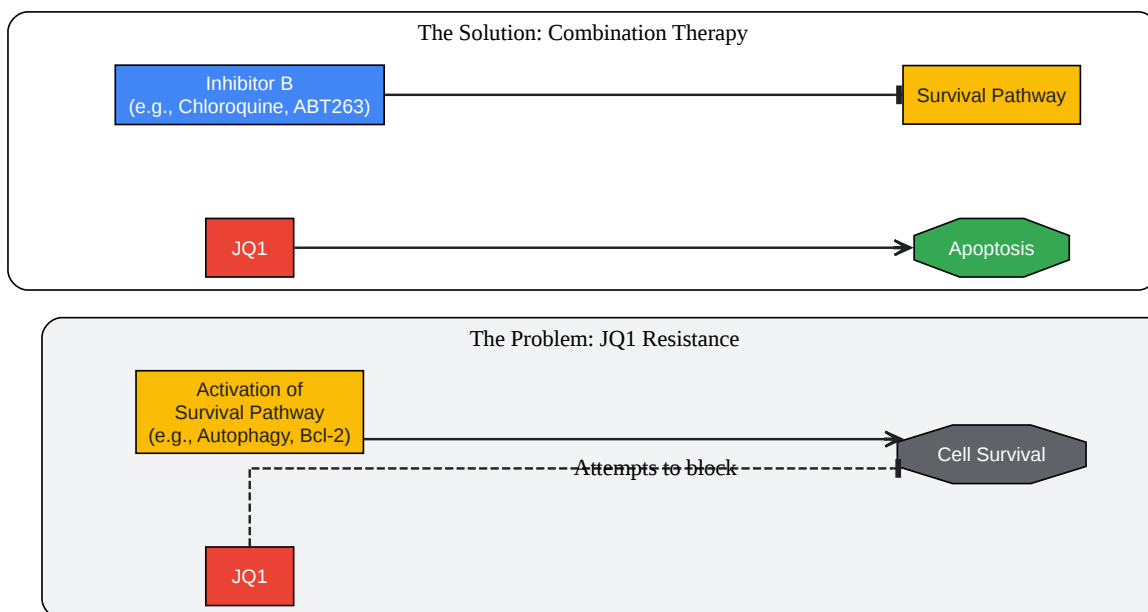 The Solution: Combination Therapy
Inhibitor B
(e.g., Chloroquine, ABT263)
Survival Pathway
JQ1
Apoptosis
The Problem: JQ1 Resistance
Activation of
Survival Pathway
(e.g., Autophagy, Bcl-2)
Cell Survival
Attempts to block
JQ1